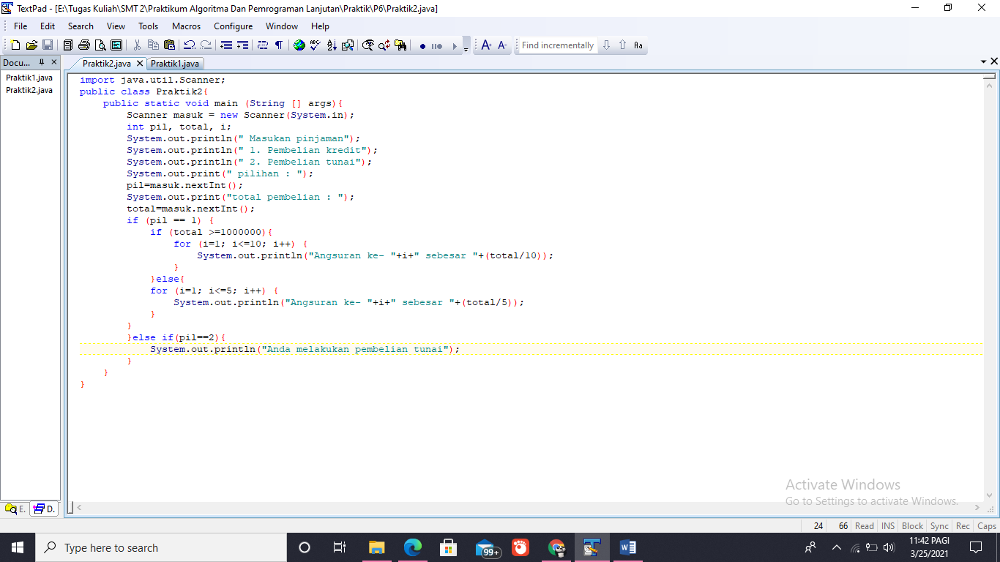 TextPad - [E:\Tugas Kuliah\SMT 2\Praktikum Algoritma Dan Pemrograman Lanjutan\Praktik\P6\Praktik2.java]
File Edit Search View Tools Macros Configure Window Help
Find incrementally
Docu...
Praktik2.java
Praktik1.java
Praktik1.java
Praktik2.java
import java.util.Scanner;
public class Praktik2{
public static void main (String [] args){
Scanner masuk = new Scanner(System.in);
int pil, total, i;
System.out.println(" Masukan pinjaman");
System.out.println(" 1. Pembelian kredit");
System.out.println(" 2. Pembelian tunai");
System.out.print(" pilihan : ");
pil=masuk.nextInt();
System.out.print("total pembelian : ");
total=masuk.nextInt();
if (pil == 1) {
if (total >=1000000){
for (i=1; i<=10; i++) {
System.out.println("Angsuran ke- "+i+" sebesar "+(total/10));
}
}else{
for (i=1; i<=5; i++) {
System.out.println("Angsuran ke- "+i+" sebesar "+(total/5));
}
}
}else if(pil==2){
System.out.println("Anda melakukan pembelian tunai");
}
}
}
Activate Windows
Go to Settings to activate Windows.
E. D.
24 66 Read INS Block Sync Rec Caps
Type here to search
99+
11:42 PAGI
3/25/2021